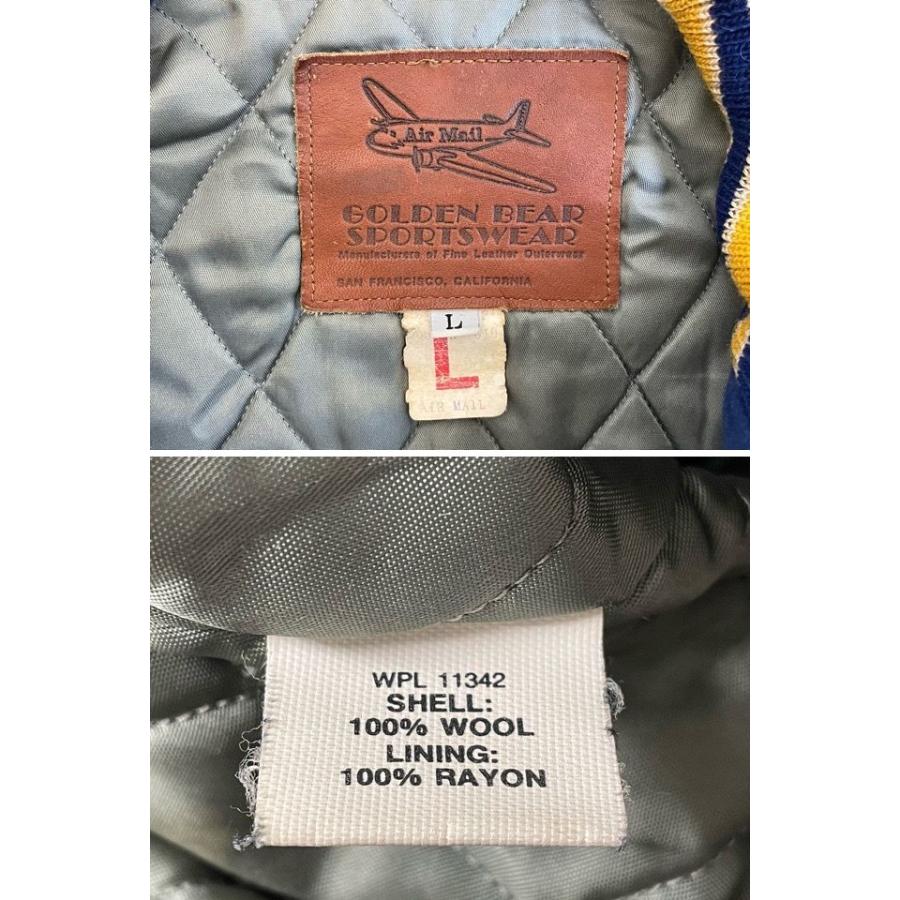 Air Mail
GOLDEN BEAR
SPORTSWEAR
Manufacturers of Fine Leather Outerwear
SAN FRANCISCO, CALIFORNIA
L
L
AIR MAIL
WPL 11342
SHELL:
100% WOOL
LINING:
100% RAYON